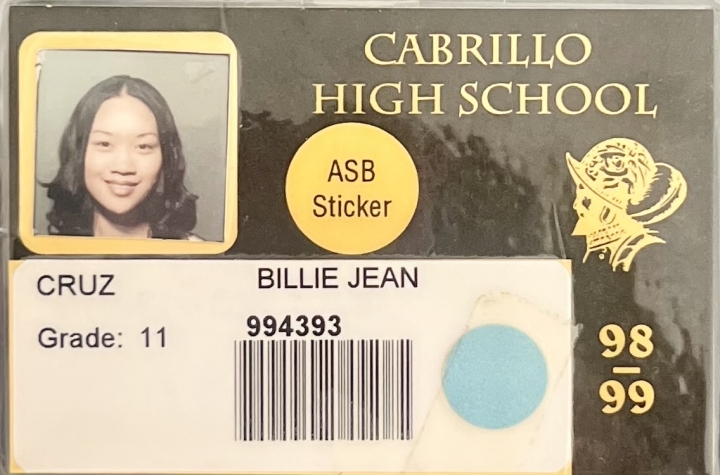 CABRILLO
HIGH SCHOOL
ASB
Sticker
CRUZ BILLIE JEAN
Grade: 11 994393
98
99